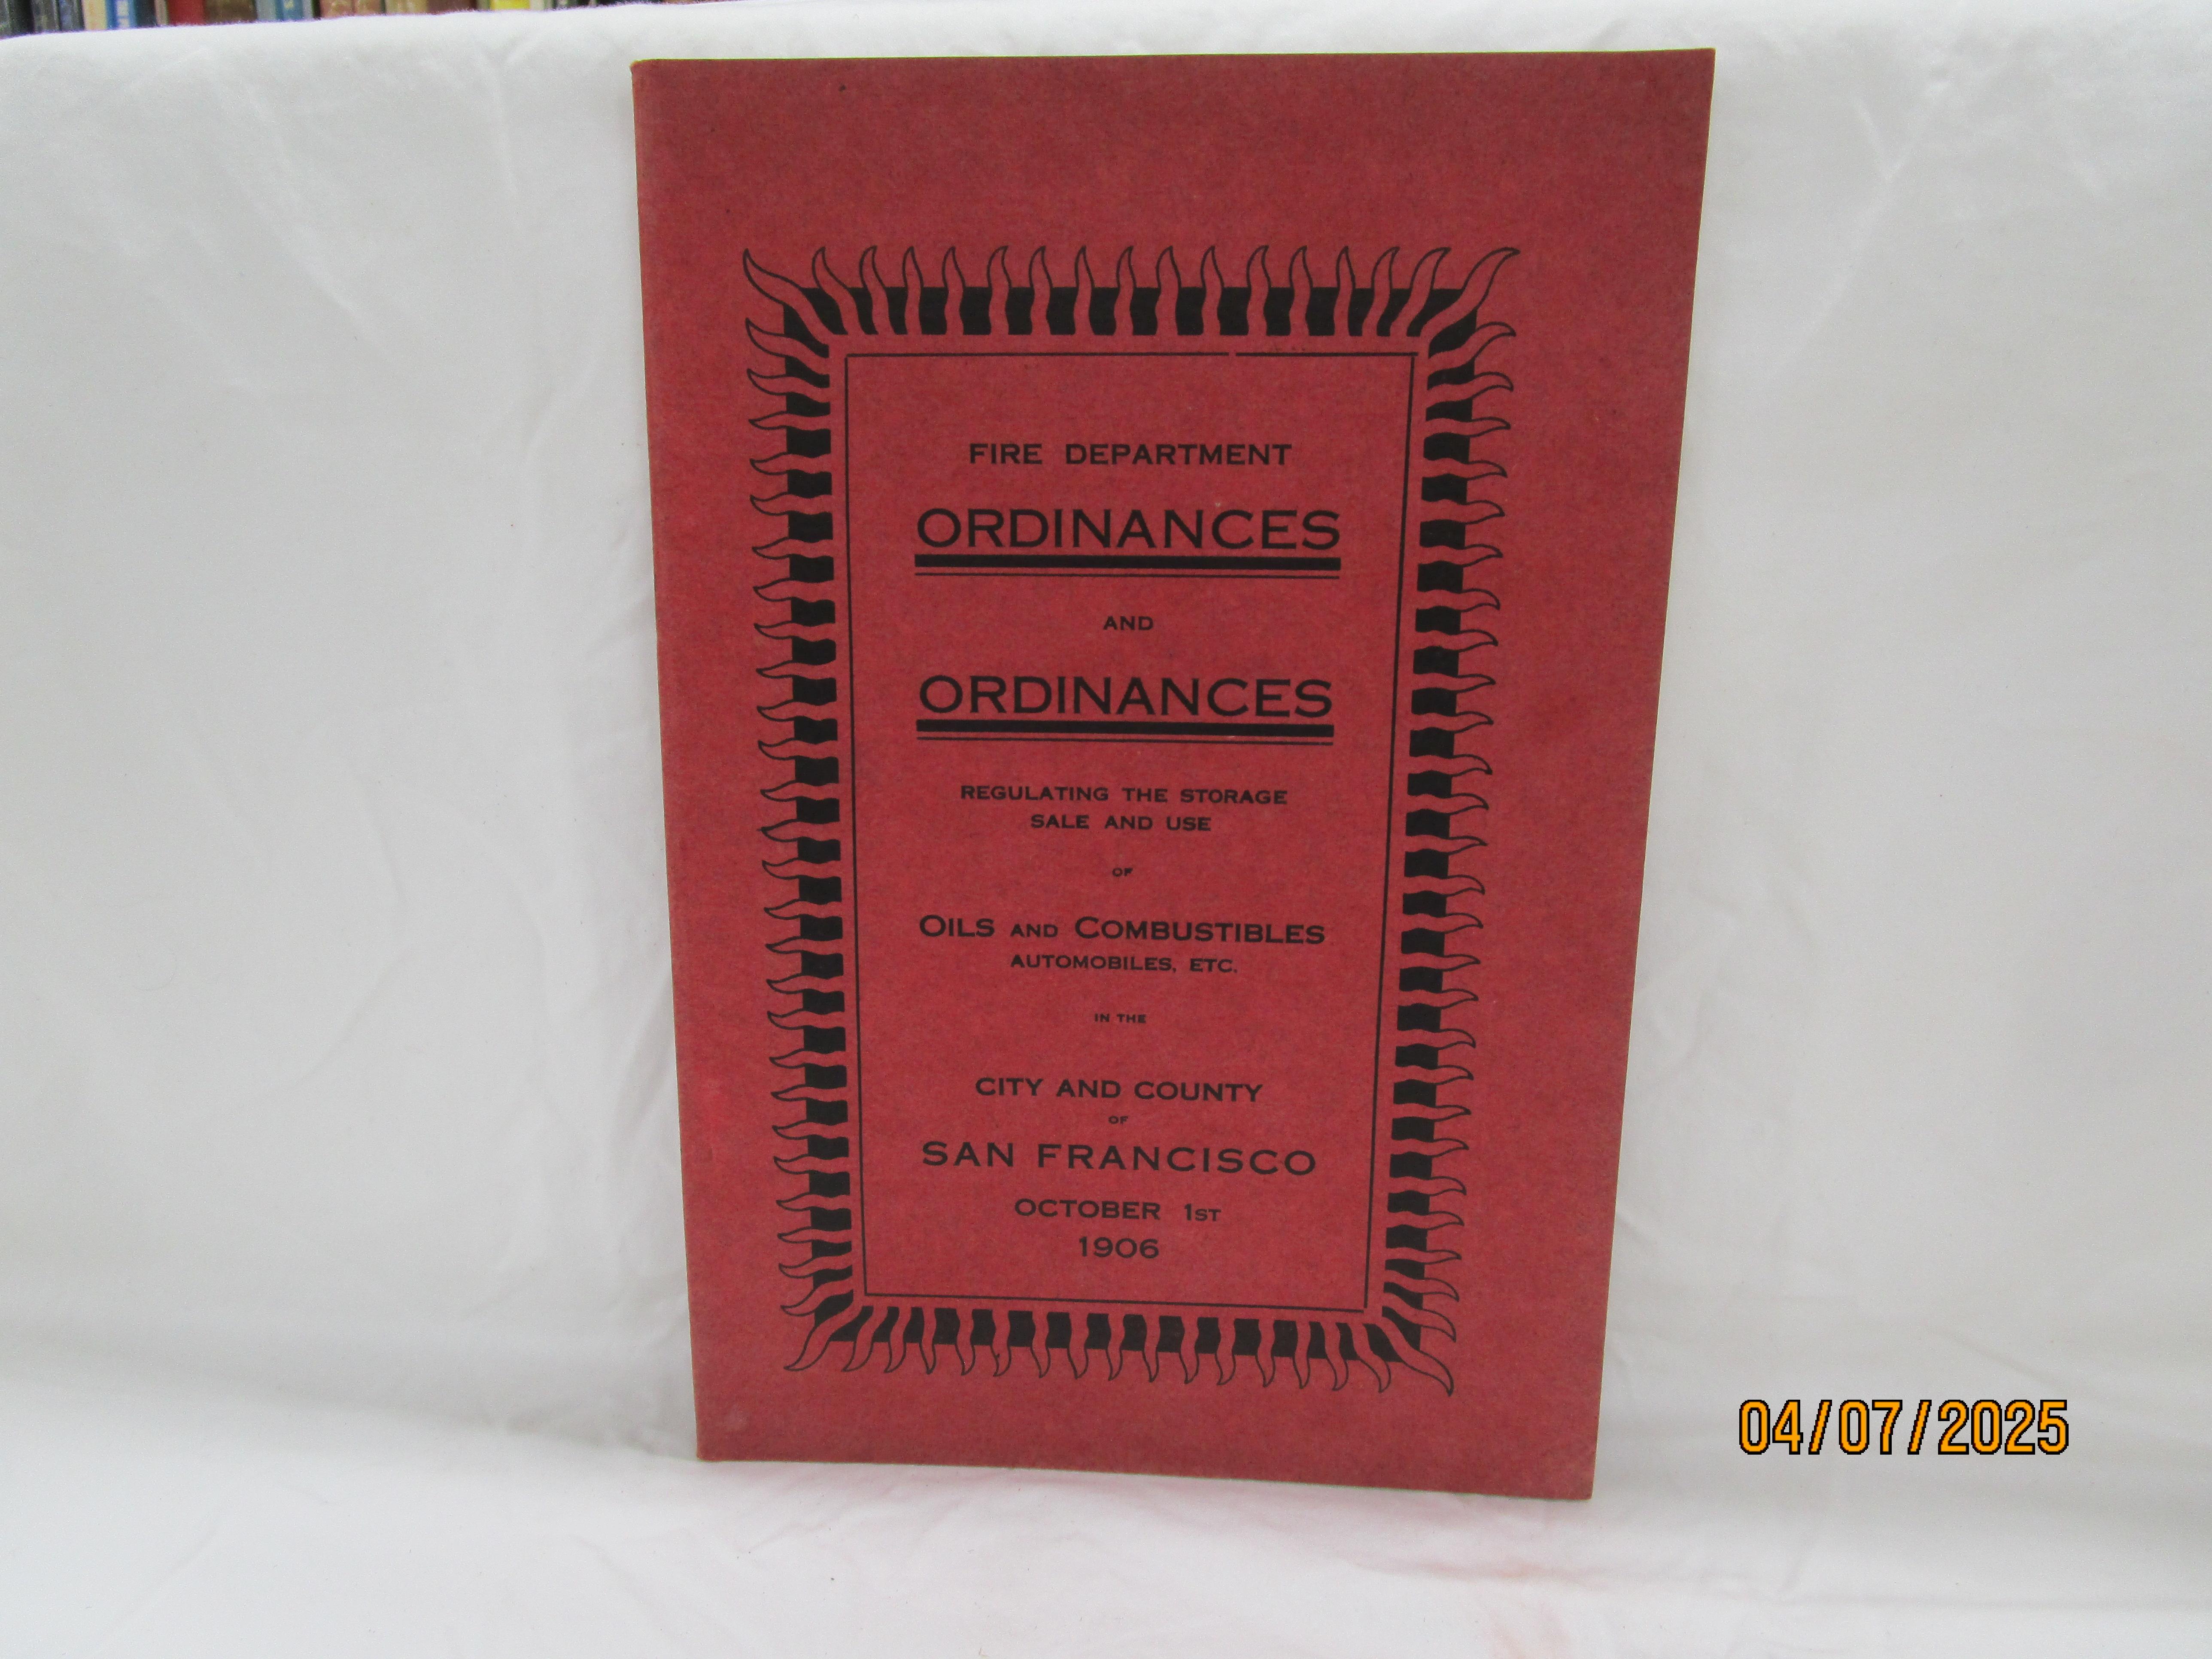 FIRE DEPARTMENT
ORDINANCES
AND
ORDINANCES
REGULATING THE STORAGE
SALE AND USE
OF
OILS AND COMBUSTIBLES
AUTOMOBILES, ETC.
IN THE
CITY AND COUNTY
OF
SAN FRANCISCO
OCTOBER 1ST
1906
04/07/2025